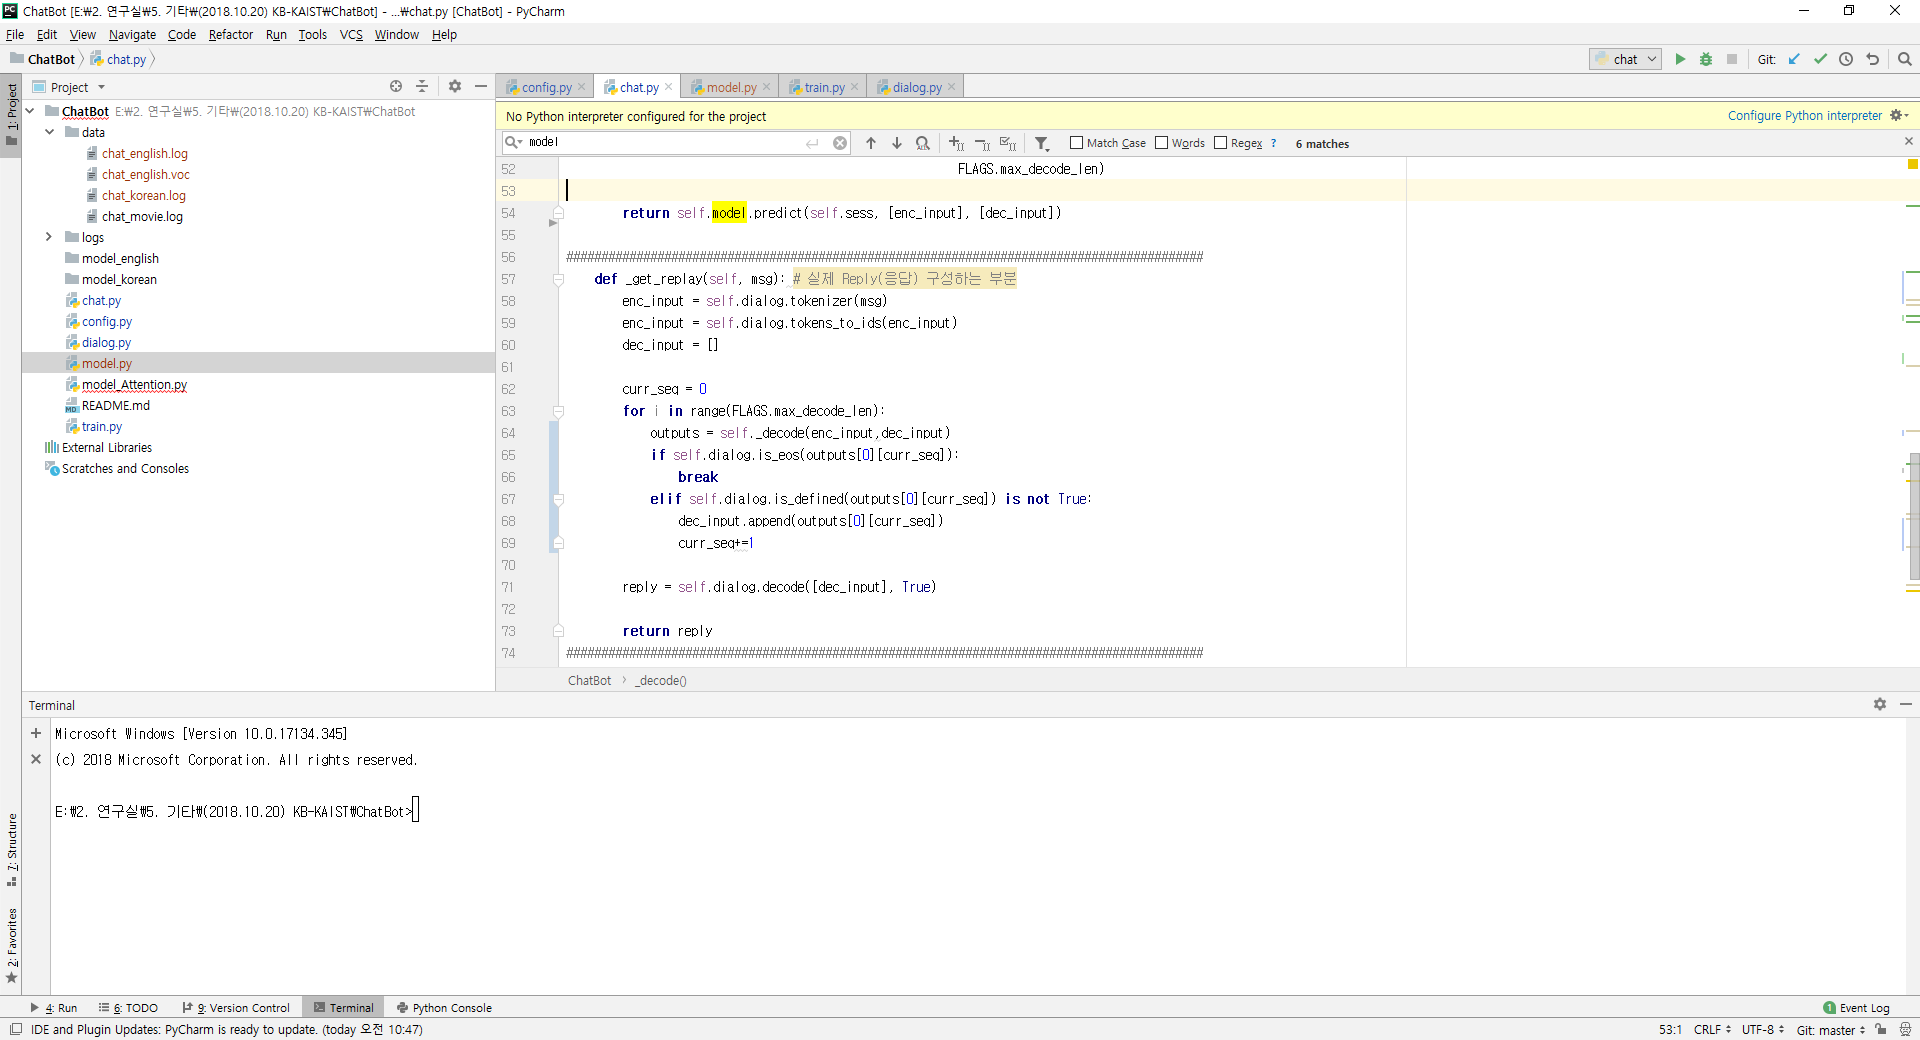 ChatBot [E:₩2. 연구실₩5. 기타₩(2018.10.20) KB-KAIST₩ChatBot] - ...₩chat.py [ChatBot] - PyCharm
File Edit View Navigate Code Refactor Run Tools VCS Window Help
ChatBot chat.py
chat Git:
1: Project
Project
config.py chat.py model.py train.py dialog.py
ChatBot E:₩2. 연구실₩5. 기타₩(2018.10.20) KB-KAIST₩ChatBot
data
chat_english.log
chat_english.voc
chat_korean.log
chat_movie.log
logs
model_english
model_korean
chat.py
config.py
dialog.py
model.py
model_Attention.py
README.md
train.py
External Libraries
Scratches and Consoles
No Python interpreter configured for the project Configure Python interpreter
model Match Case Words Regex ? 6 matches
52 FLAGS.max_decode_len)
53
54 return self.model.predict(self.sess, [enc_input], [dec_input])
55
56 ###########################################################################################
57 def _get_replay(self, msg): # 실제 Reply(응답) 구성하는 부분
58 enc_input = self.dialog.tokenizer(msg)
59 enc_input = self.dialog.tokens_to_ids(enc_input)
60 dec_input = []
61
62 curr_seq = 0
63 for i in range(FLAGS.max_decode_len):
64 outputs = self._decode(enc_input,dec_input)
65 if self.dialog.is_eos(outputs[0][curr_seq]):
66 break
67 elif self.dialog.is_defined(outputs[0][curr_seq]) is not True:
68 dec_input.append(outputs[0][curr_seq])
69 curr_seq+=1
70
71 reply = self.dialog.decode([dec_input], True)
72
73 return reply
74 ###########################################################################################
ChatBot _decode()
Terminal
Microsoft Windows [Version 10.0.17134.345]
(c) 2018 Microsoft Corporation. All rights reserved.
E:₩2. 연구실₩5. 기타₩(2018.10.20) KB-KAIST₩ChatBot>
7: Structure
2: Favorites
4: Run 6: TODO 9: Version Control Terminal Python Console 1 Event Log
IDE and Plugin Updates: PyCharm is ready to update. (today 오전 10:47) 53:1 CRLF UTF-8 Git: master